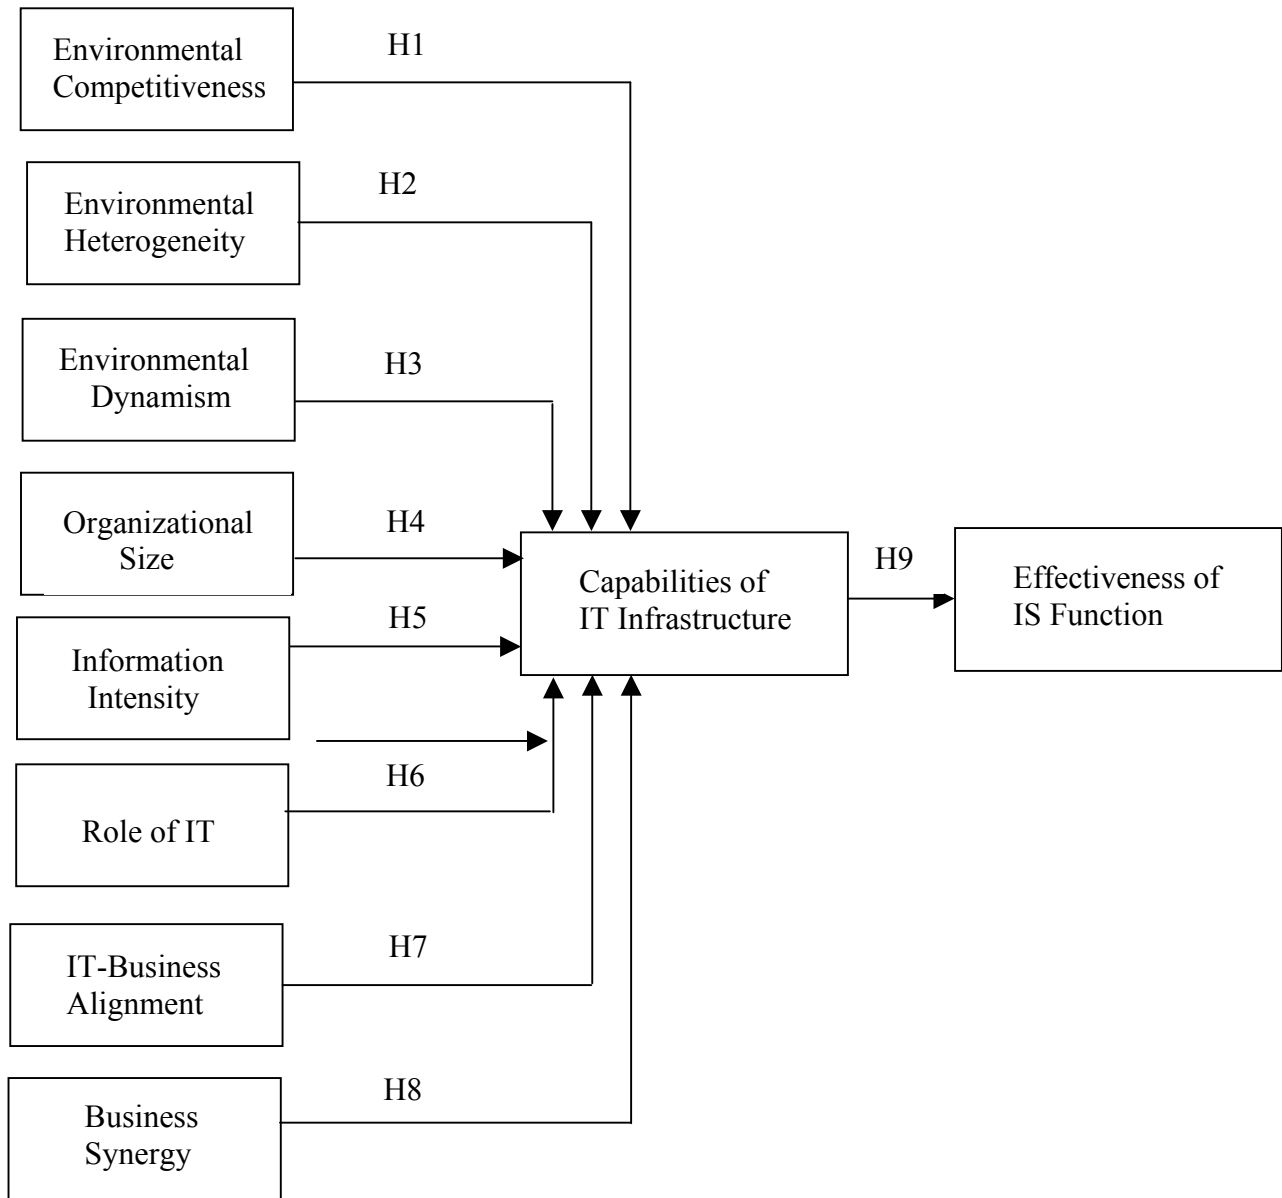 Environmental
Competitiveness
H1
Environmental
Heterogeneity
H2
Environmental
Dynamism
H3
Organizational
Size
H4
Information
Intensity
H5
Role of IT
H6
IT-Business
Alignment
H7
Business
Synergy
H8
Capabilities of
IT Infrastructure
H9
Effectiveness of
IS Function